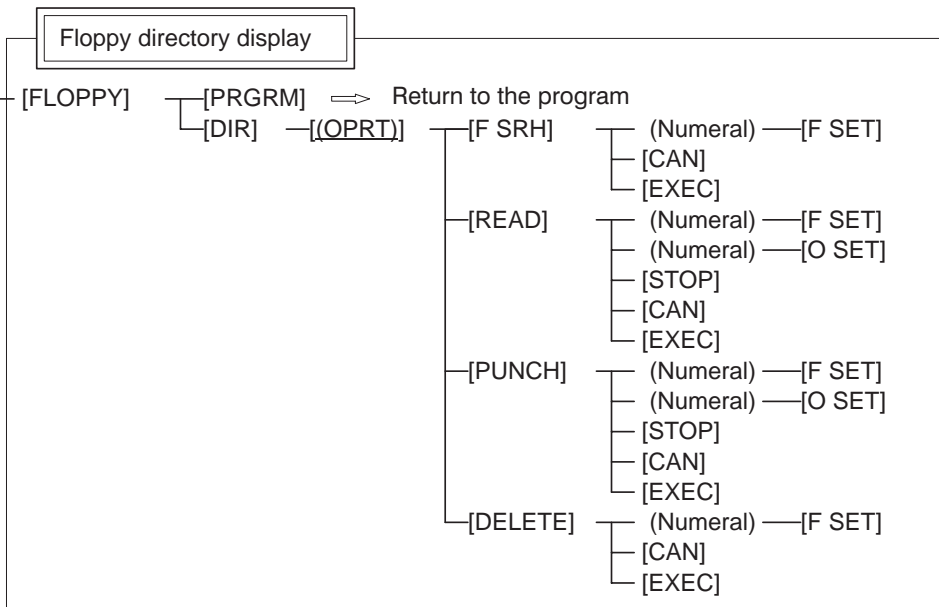 Floppy directory display
[FLOPPY] [PRGRM] Return to the program
[DIR] [(OPRT)] [F SRH] (Numeral) [F SET]
[CAN]
[EXEC]
[READ] (Numeral) [F SET]
(Numeral) [O SET]
[STOP]
[CAN]
[EXEC]
[PUNCH] (Numeral) [F SET]
(Numeral) [O SET]
[STOP]
[CAN]
[EXEC]
[DELETE] (Numeral) [F SET]
[CAN]
[EXEC]